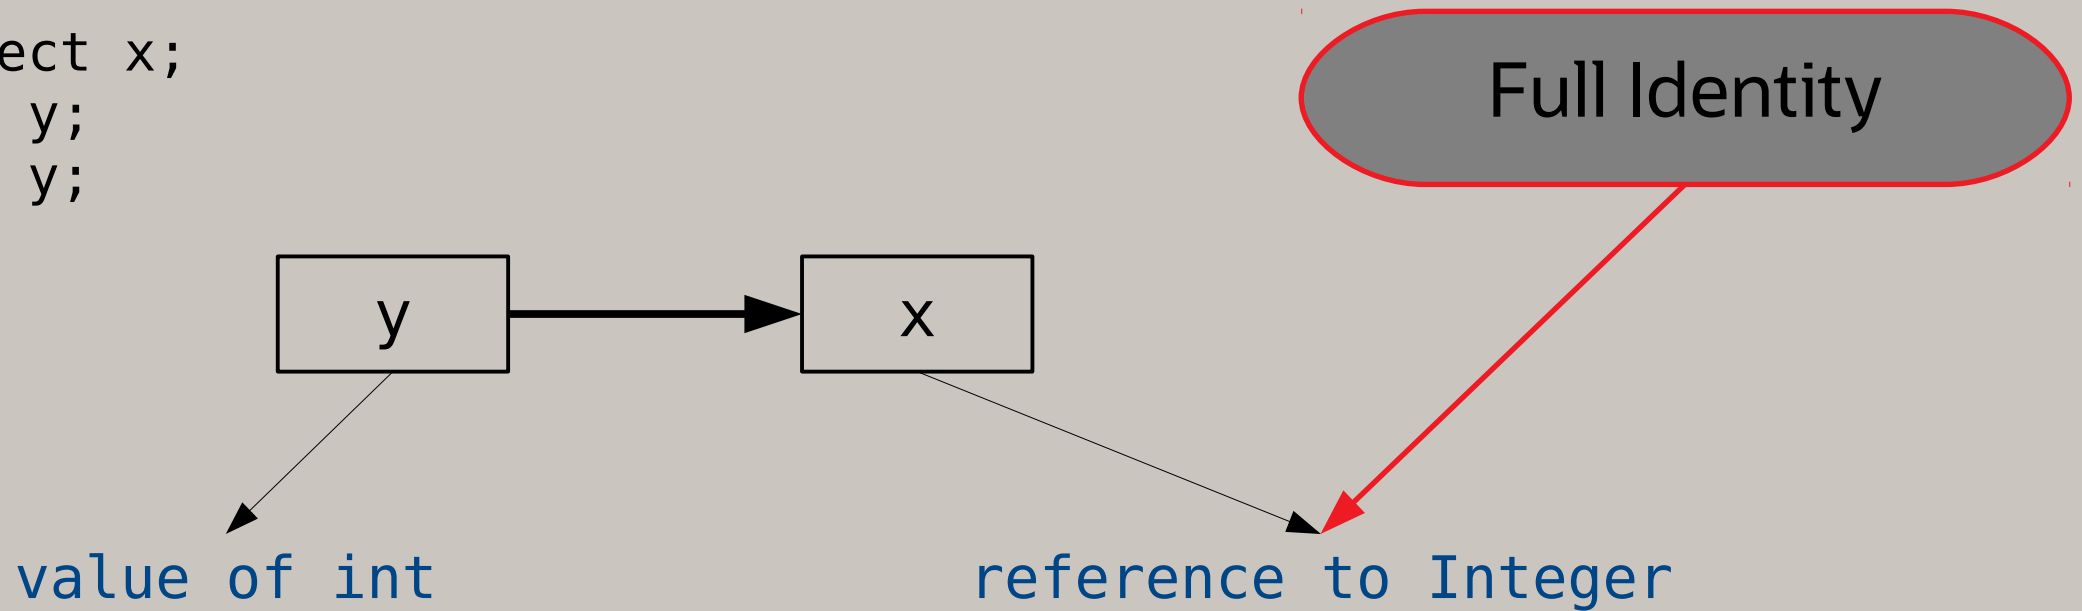 ect x;
y;
y;
Full Identity
y
x
value of int
reference to Integer